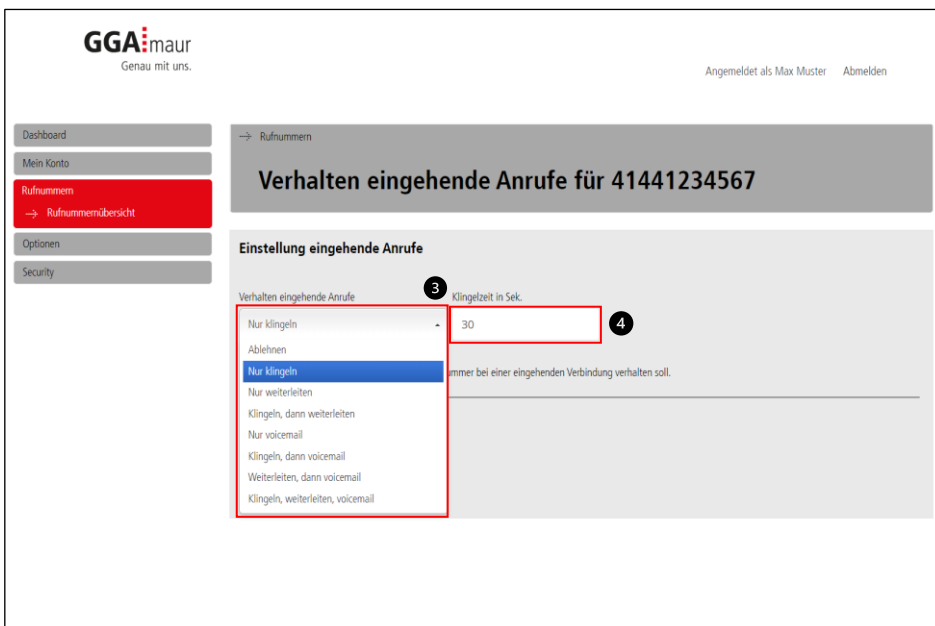 GGA maur
Genau mit uns.
Angemeldet als Max Muster Abmelden
Dashboard
Mein Konto
Rufnummern
→ Rufnummernübersicht
Optionen
Security
→ Rufnummern
Verhalten eingehende Anrufe für 41441234567
Einstellung eingehende Anrufe
Verhalten eingehende Anrufe 3 Klingelzeit in Sek.
Nur klingeln 30 4
Ablehnen
Nur klingeln
mmer bei einer eingehenden Verbindung verhalten soll.
Nur weiterleiten
Klingeln, dann weiterleiten
Nur voicemail
Klingeln, dann voicemail
Weiterleiten, dann voicemail
Klingeln, weiterleiten, voicemail